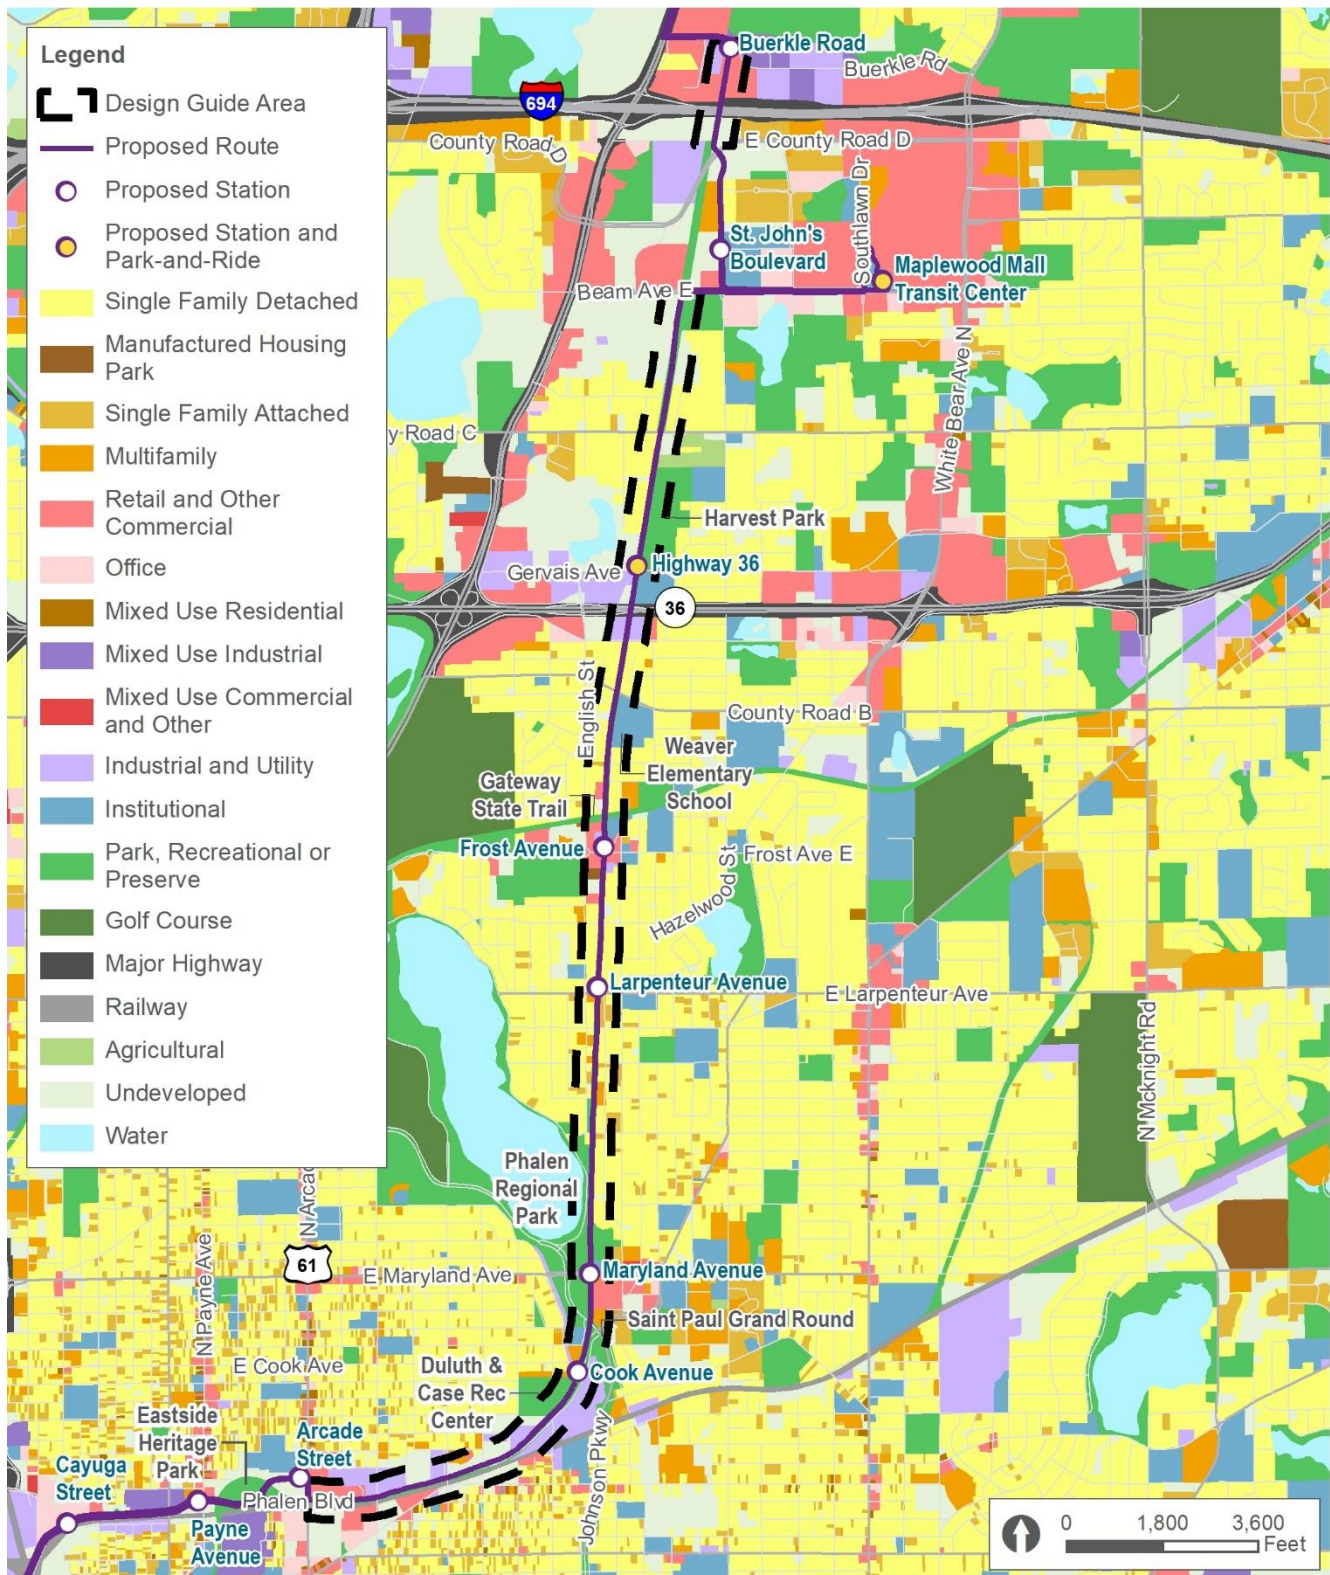 Legend
Design Guide Area
Proposed Route
Proposed Station
Proposed Station and
Park-and-Ride
Single Family Detached
Manufactured Housing
Park
Single Family Attached
Multifamily
Retail and Other
Commercial
Office
Mixed Use Residential
Mixed Use Industrial
Mixed Use Commercial
and Other
Industrial and Utility
Institutional
Park, Recreational or
Preserve
Golf Course
Major Highway
Railway
Agricultural
Undeveloped
Water
Buerkle Road
Buerkle Rd
694
County Road D
E County Road D
Southlawn Dr
St. John's
Boulevard
Maplewood Mall
Transit Center
Beam Ave E
White Bear Ave N
y Road C
Harvest Park
Gervais Ave
Highway 36
36
English St
County Road B
Weaver
Elementary
School
Gateway
State Trail
Frost Avenue
Frost Ave E
Hazelwood St
Larpenteur Avenue
E Larpenteur Ave
N Mcknight Rd
Phalen
Regional
Park
N Arca
N Payne Ave
61
E Maryland Ave
Maryland Avenue
Saint Paul Grand Round
E Cook Ave
Duluth &
Case Rec
Center
Cook Avenue
Eastside
Heritage
Park
Arcade
Street
Cayuga
Street
Phalen Blvd
Payne
Avenue
Johnson Pkwy
0 1,800 3,600
Feet